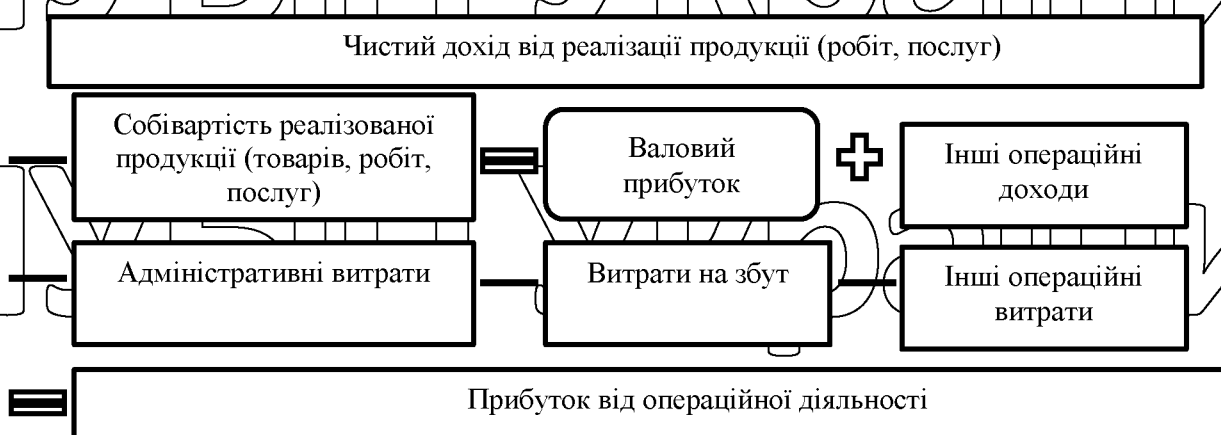 Чистий дохід від реалізації продукції (робіт, послуг)
Собівартість реалізованої
продукції (товарів, робіт,
послуг)
Валовий
прибуток
Інші операційні
доходи
Адміністративні витрати
Витрати на збут
Інші операційні
витрати
Прибуток від операційної діяльності